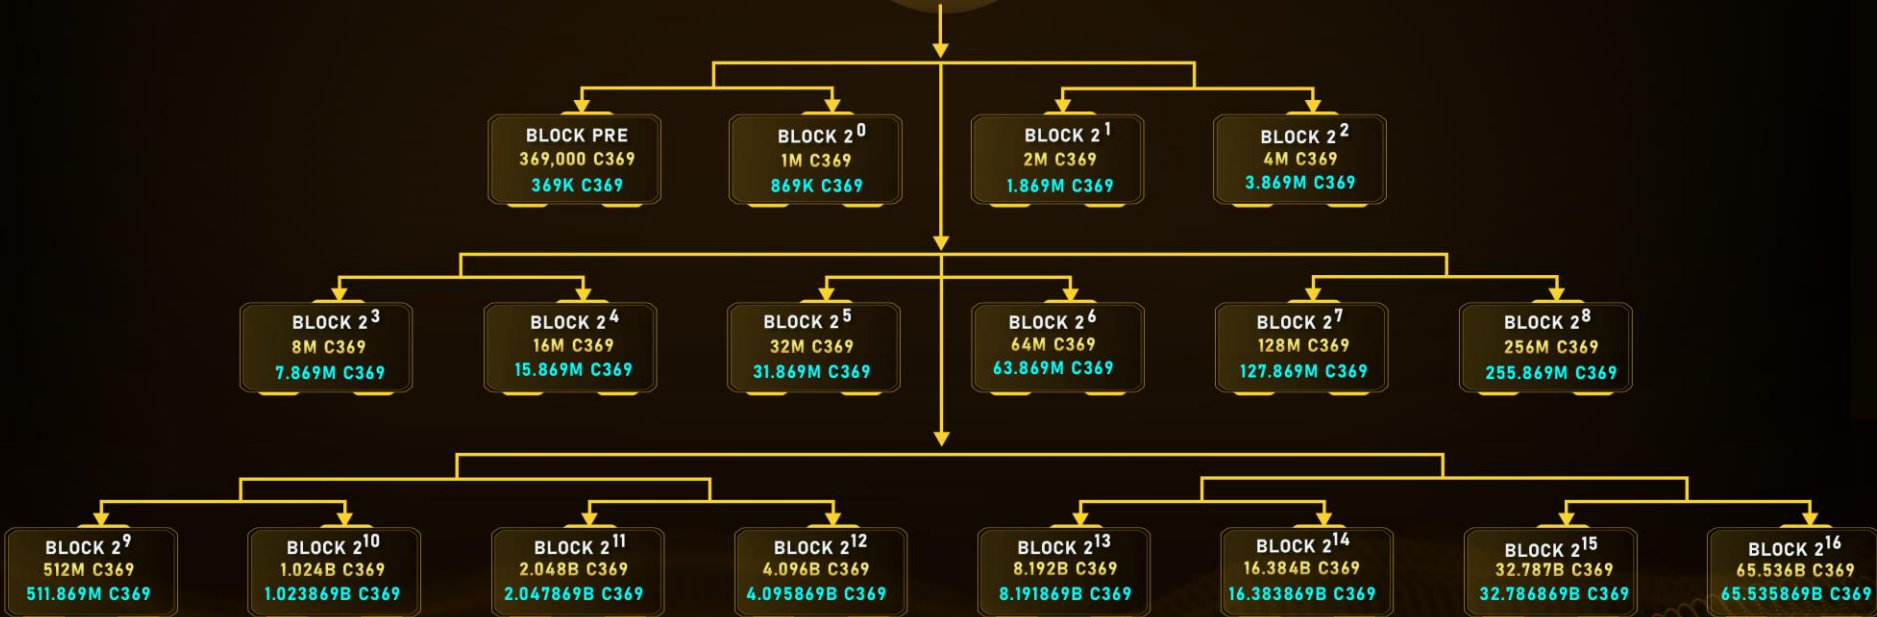 BLOCK PRE
369,000 C369
369K C369
BLOCK 2⁰
1M C369
869K C369
BLOCK 2¹
2M C369
1.869M C369
BLOCK 2²
4M C369
3.869M C369
BLOCK 2³
8M C369
7.869M C369
BLOCK 2⁴
16M C369
15.869M C369
BLOCK 2⁵
32M C369
31.869M C369
BLOCK 2⁶
64M C369
63.869M C369
BLOCK 2⁷
128M C369
127.869M C369
BLOCK 2⁸
256M C369
255.869M C369
BLOCK 2⁹
512M C369
511.869M C369
BLOCK 2¹⁰
1.024B C369
1.023869B C369
BLOCK 2¹¹
2.048B C369
2.047869B C369
BLOCK 2¹²
4.096B C369
4.095869B C369
BLOCK 2¹³
8.192B C369
8.191869B C369
BLOCK 2¹⁴
16.384B C369
16.383869B C369
BLOCK 2¹⁵
32.787B C369
32.786869B C369
BLOCK 2¹⁶
65.536B C369
65.535869B C369